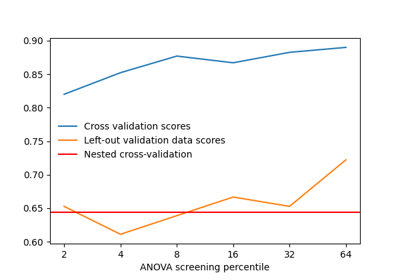 0.90
0.85
0.80
0.75
0.70
0.65
0.60
Cross validation scores
Left-out validation data scores
Nested cross-validation
2 4 8 16 32 64
ANOVA screening percentile